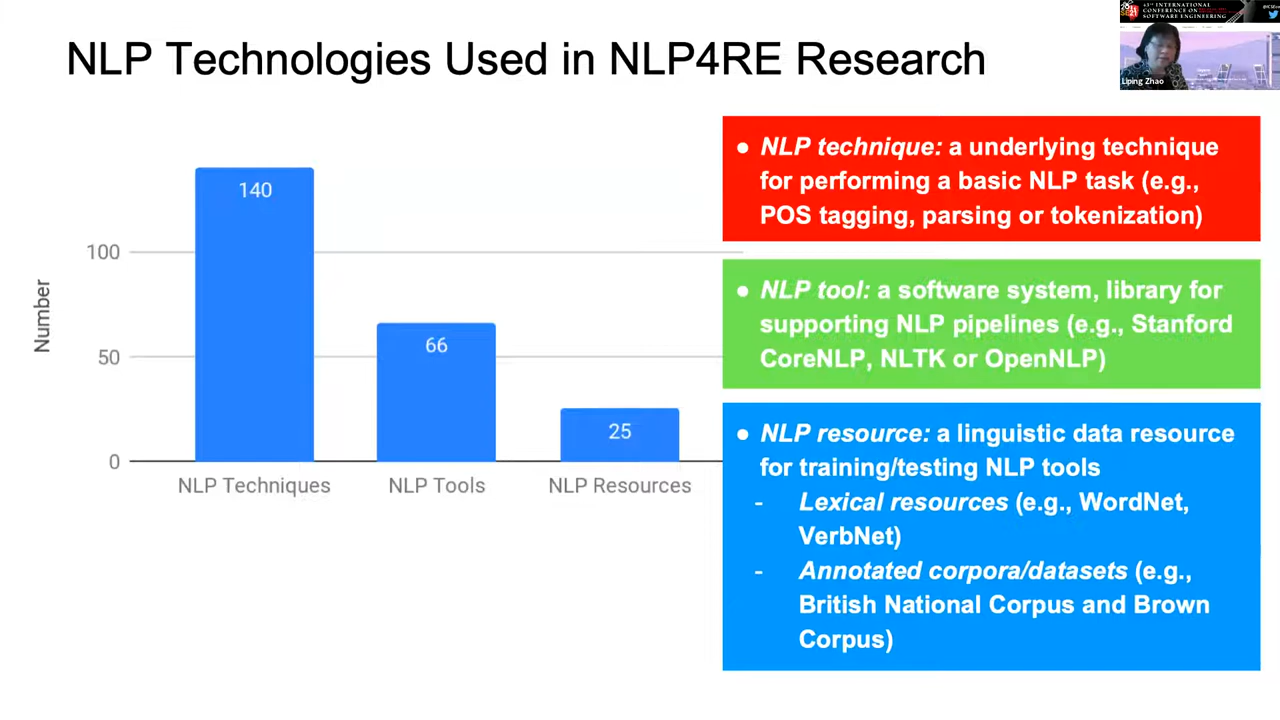 NLP Technologies Used in NLP4RE Research
43rd INTERNATIONAL
CONFERENCE ON
SOFTWARE ENGINEERING
Liping Zhao
Number
100
50
0
140
66
25
NLP Techniques
NLP Tools
NLP Resources
● NLP technique: a underlying technique
for performing a basic NLP task (e.g.,
POS tagging, parsing or tokenization)
● NLP tool: a software system, library for
supporting NLP pipelines (e.g., Stanford
CoreNLP, NLTK or OpenNLP)
● NLP resource: a linguistic data resource
for training/testing NLP tools
- Lexical resources (e.g., WordNet,
VerbNet)
- Annotated corpora/datasets (e.g.,
British National Corpus and Brown
Corpus)